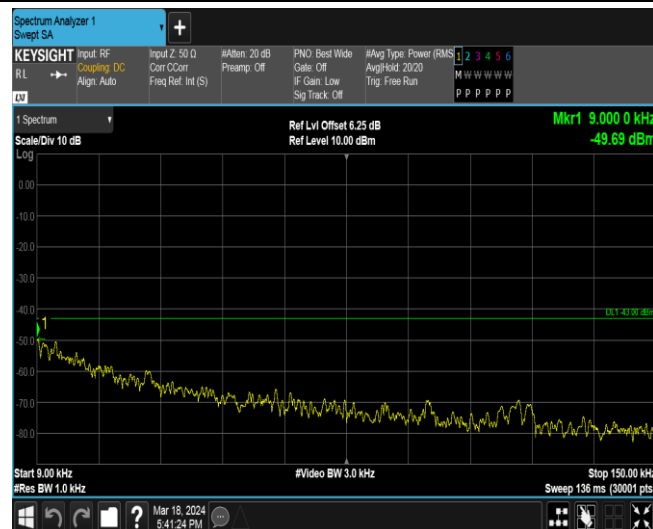 Spectrum Analyzer 1
Swept SA
+
KEYSIGHT Input: RF Input Z: 50 Ω #Atten: 20 dB PNO: Best Wide #Avg Type: Power (RMS 1 2 3 4 5 6
RL Coupling: DC Corr CCorr Preamp: Off Gate: Off Avg|Hold: 20/20 M W W W W W
Align: Auto Freq Ref: Int (S) IF Gain: Low Trig: Free Run
Sig Track: Off P P P P P P
LXI
1 Spectrum Ref Lvl Offset 6.25 dB Mkr1 9.000 0 kHz
Scale/Div 10 dB Ref Level 10.00 dBm -49.69 dBm
Log
0.00
-10.0
-20.0
-30.0
-40.0 DL1 -43.00 dBm
1
-50.0
-60.0
-70.0
-80.0
Start 9.00 kHz #Video BW 3.0 kHz Stop 150.00 kHz
#Res BW 1.0 kHz Sweep 136 ms (30001 pts
? Mar 18, 2024
5:41:24 PM